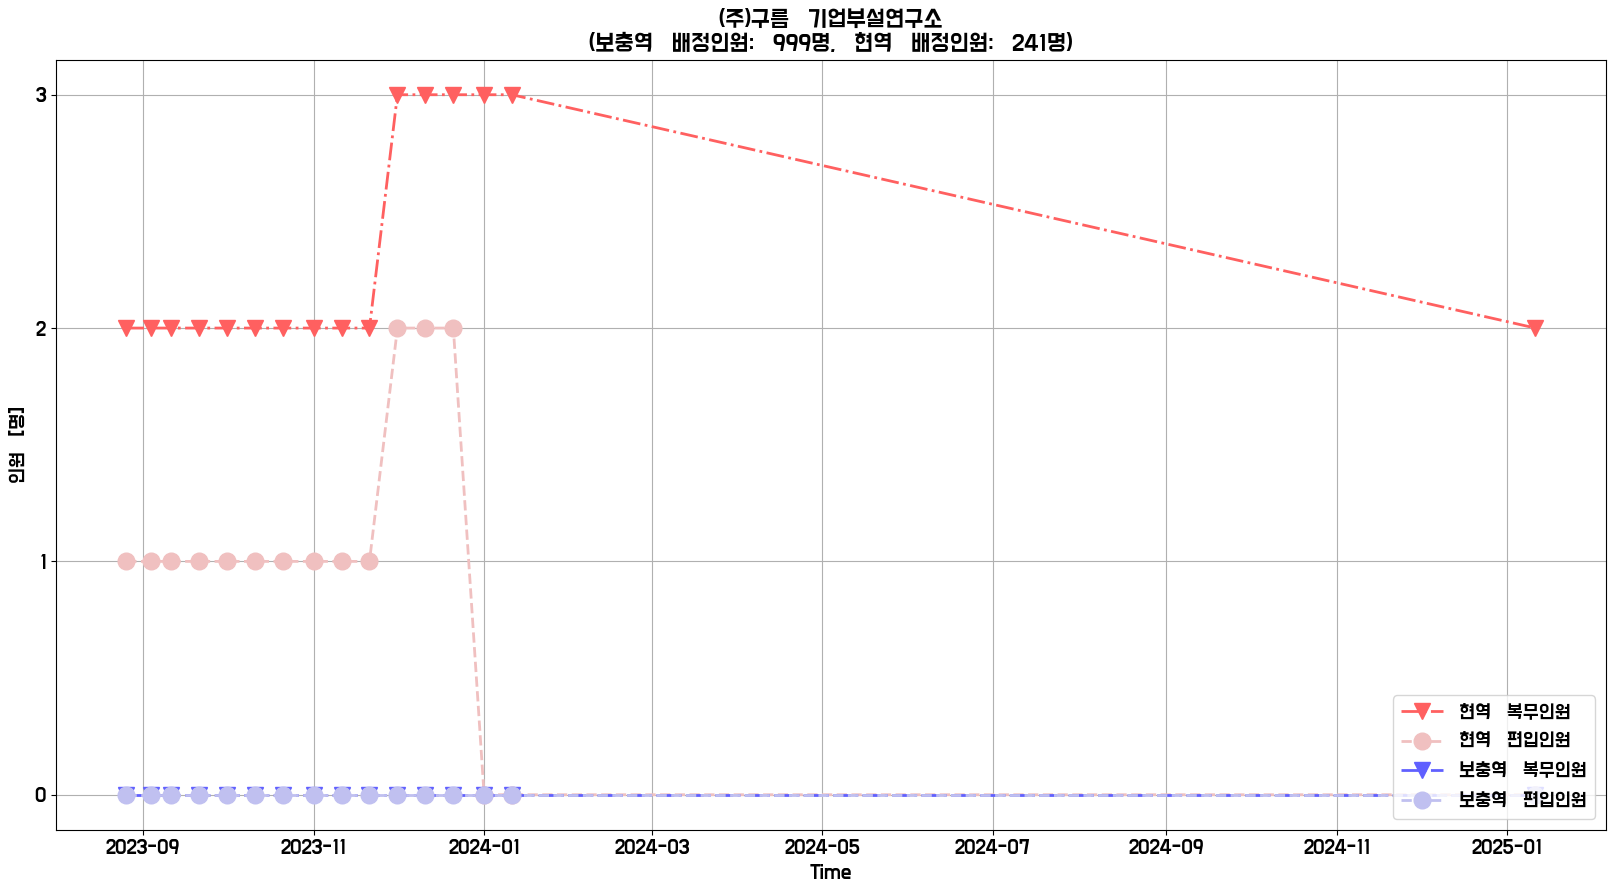 (주)구름 기업부설연구소
(보충역 배정인원: 999명, 현역 배정인원: 241명)
인원 [명]
3
2
1
0
현역 복무인원
현역 편입인원
보충역 복무인원
보충역 편입인원
2023-09 2023-11 2024-01 2024-03 2024-05 2024-07 2024-09 2024-11 2025-01
Time